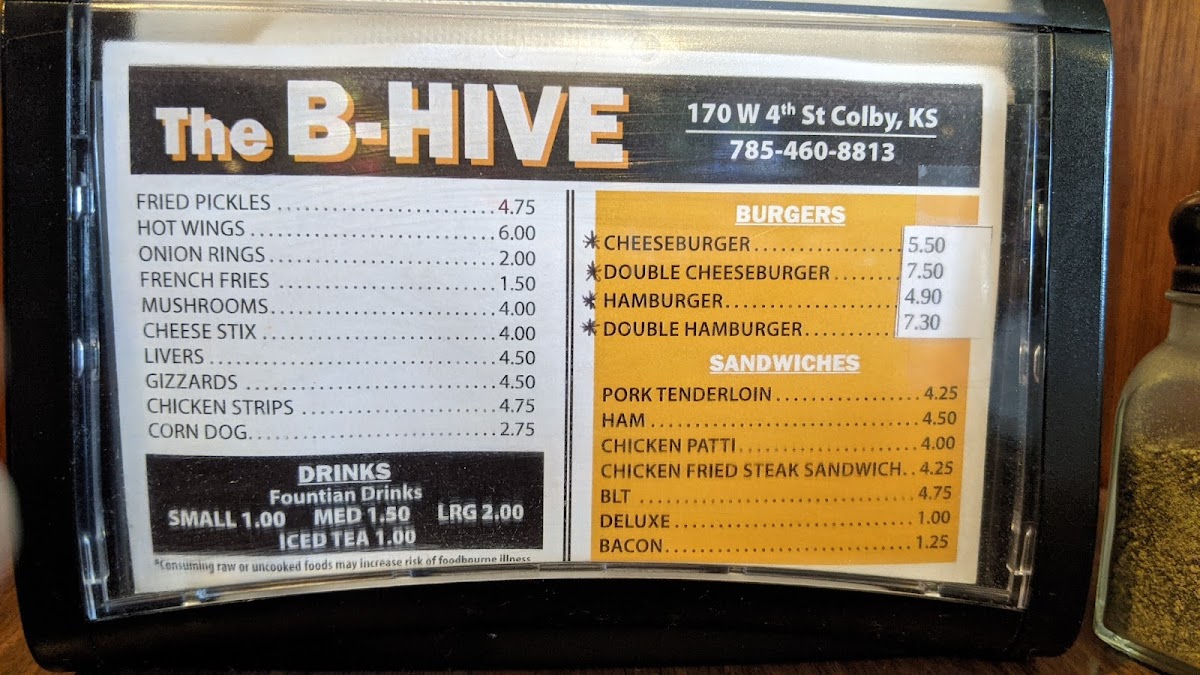 The B-HIVE
170 W 4th St Colby, KS
785-460-8813
FRIED PICKLES ........................ 4.75
HOT WINGS ........................ 6.00
ONION RINGS ........................ 2.00
FRENCH FRIES ........................ 1.50
MUSHROOMS ........................ 4.00
CHEESE STIX ........................ 4.00
LIVERS ........................ 4.50
GIZZARDS ........................ 4.50
CHICKEN STRIPS ........................ 4.75
CORN DOG ........................ 2.75
DRINKS
Fountian Drinks
SMALL 1.00 MED 1.50 LRG 2.00
ICED TEA 1.00
*Consuming raw or uncooked foods may increase risk of foodbourne illness
BURGERS
* CHEESEBURGER ........................ 5.50
* DOUBLE CHEESEBURGER ........ 7.50
* HAMBURGER ........................ 4.90
* DOUBLE HAMBURGER .......... 7.30
SANDWICHES
PORK TENDERLOIN .................. 4.25
HAM ........................ 4.50
CHICKEN PATTI ........................ 4.00
CHICKEN FRIED STEAK SANDWICH.. 4.25
BLT ........................ 4.75
DELUXE ........................ 1.00
BACON ........................ 1.25